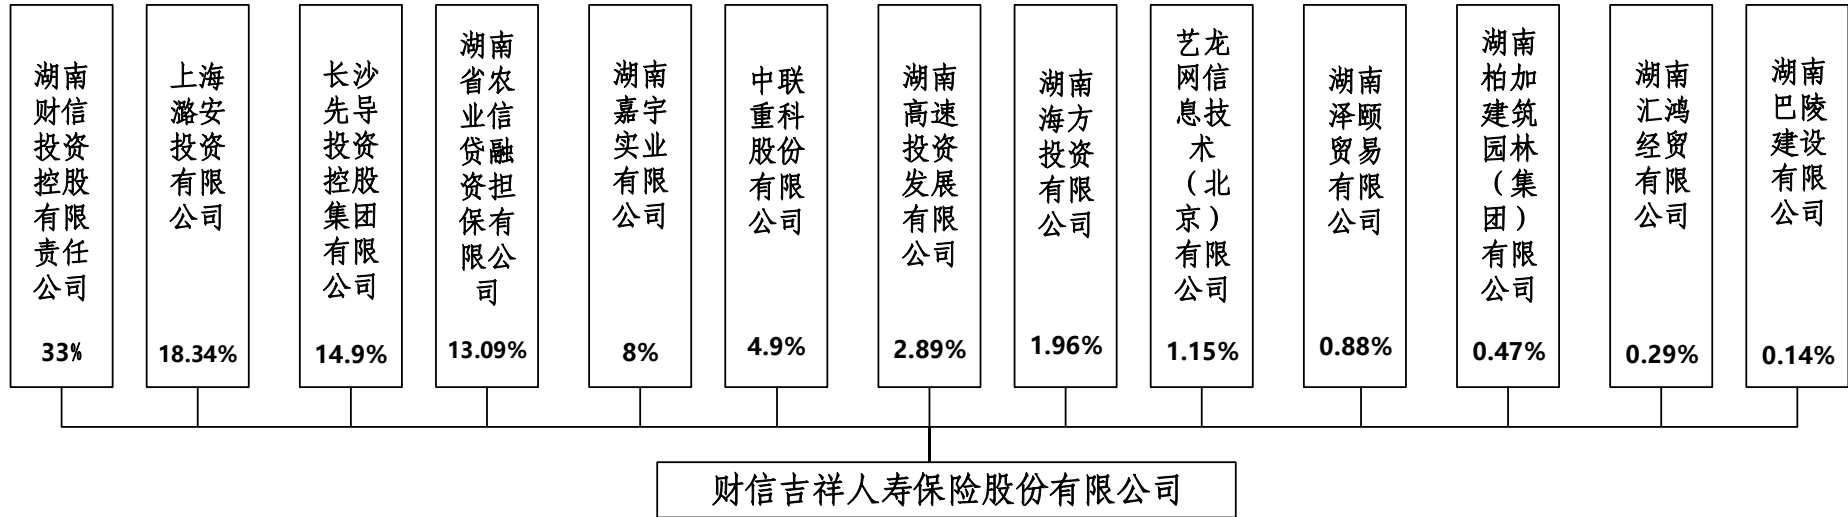 湖南
财信
投资
控股
有限
责任
公司
33%
上海
潞安
投资
有限
公司
18.34%
长沙
先导
投资
控股
集团
有限
公司
14.9%
湖南
省农
业信
贷融
资担
保有
限公
司
13.09%
湖南
嘉宇
实业
有限
公司
8%
中联
重科
股份
有限
公司
4.9%
湖南
高速
投资
发展
有限
公司
2.89%
湖南
海方
投资
有限
公司
1.96%
艺龙
网信
息技
术
（北
京）
有限
公司
1.15%
湖南
泽颐
贸易
有限
公司
0.88%
湖南
柏加
建筑
园林
（集
团）
有限
公司
0.47%
湖南
汇鸿
经贸
有限
公司
0.29%
湖南
巴陵
建设
有限
公司
0.14%
财信吉祥人寿保险股份有限公司